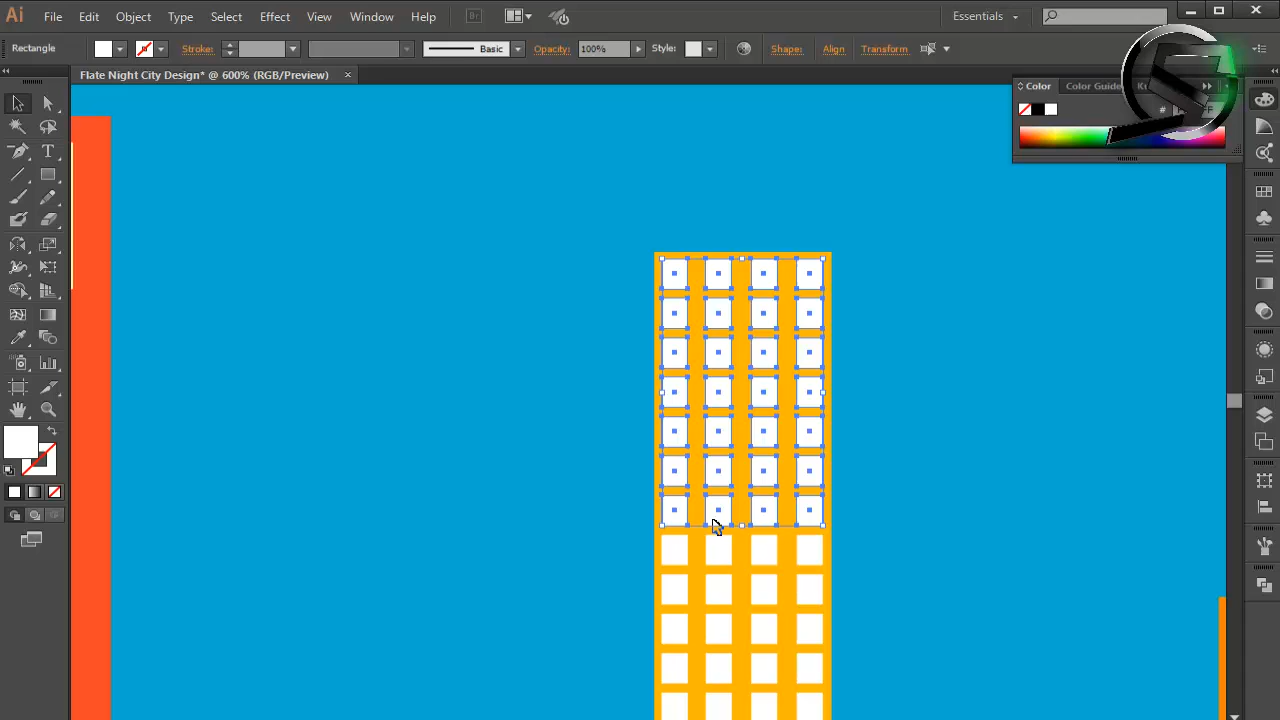 Ai File Edit Object Type Select Effect View Window Help Br Essentials
Rectangle Stroke: Basic Opacity: 100% Style: Shape: Align Transform
Flate Night City Design* @ 600% (RGB/Preview) ×
Color Color Guide
#